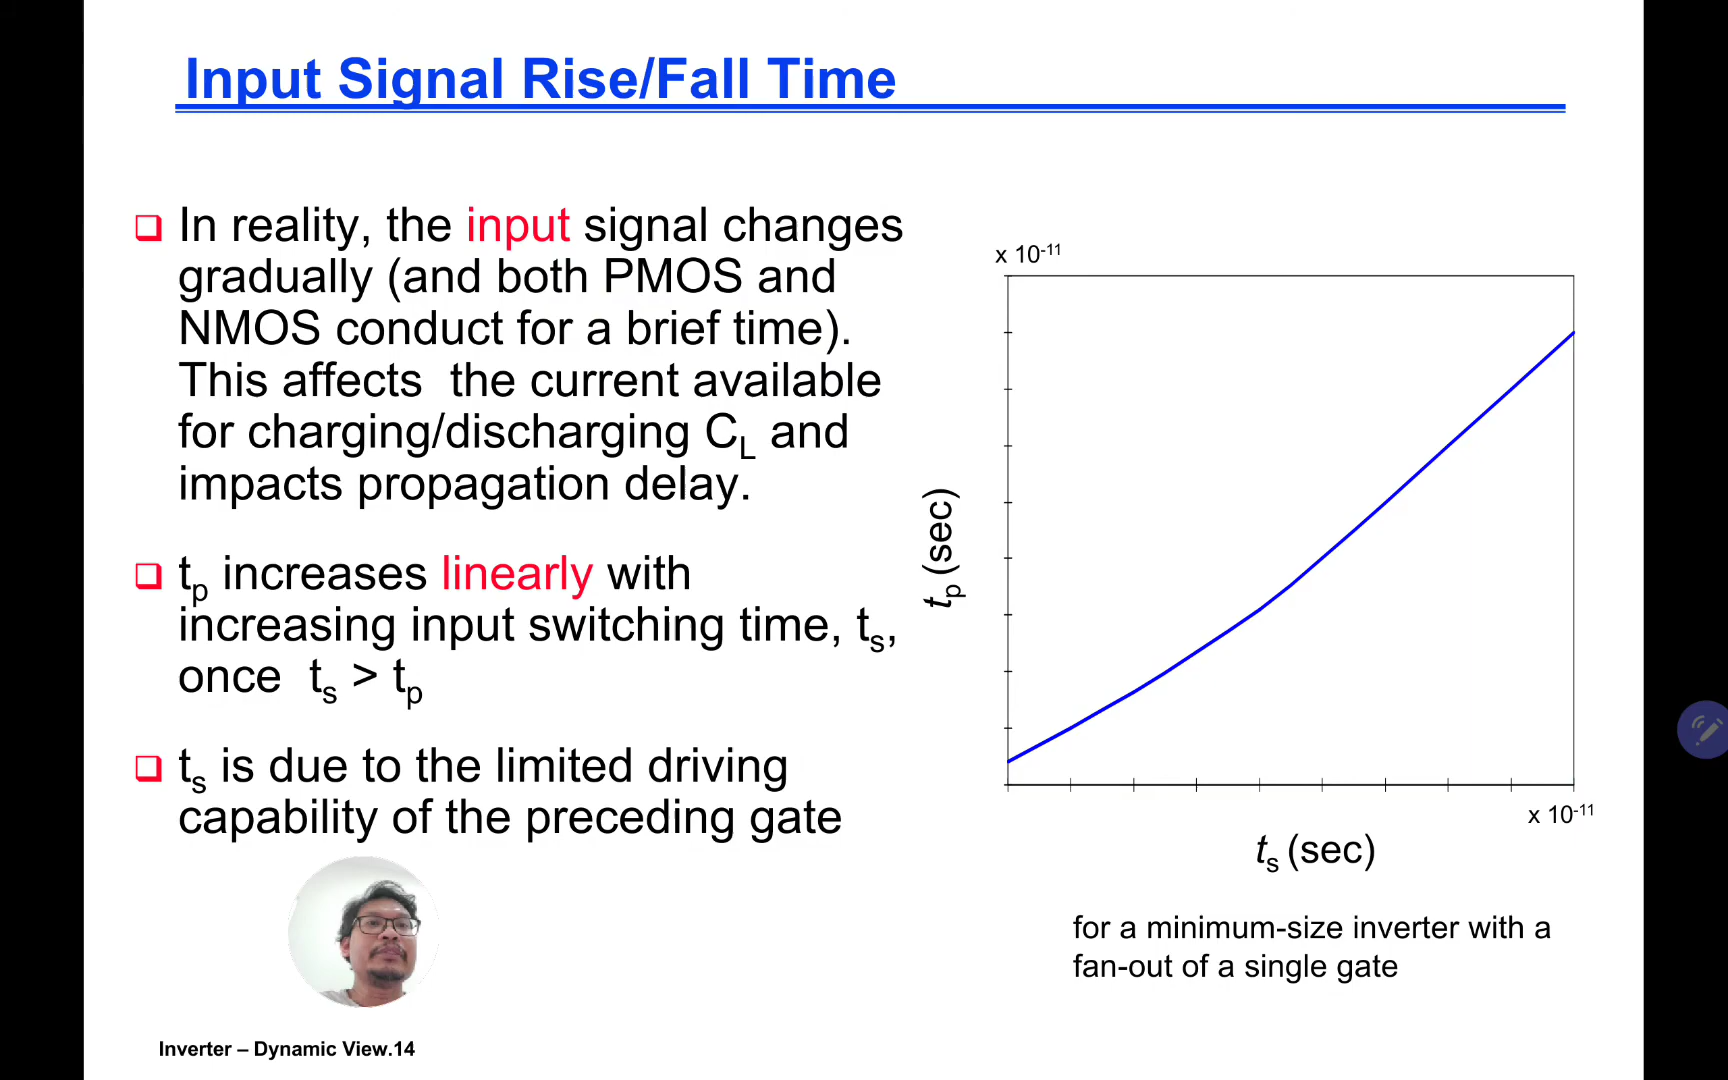 Input Signal Rise/Fall Time
In reality, the input signal changes
gradually (and both PMOS and
NMOS conduct for a brief time).
This affects the current available
for charging/discharging CL and
impacts propagation delay.
tp increases linearly with
increasing input switching time, ts,
once ts > tp
ts is due to the limited driving
capability of the preceding gate
x 10-11
tp (sec)
x 10-11
ts (sec)
for a minimum-size inverter with a
fan-out of a single gate
Inverter – Dynamic View.14